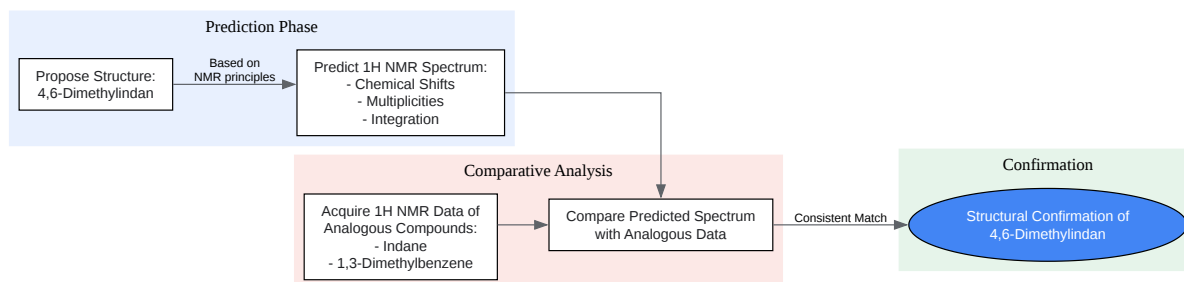 Prediction Phase
Propose Structure:
4,6-Dimethylindan
Based on
NMR principles
Predict 1H NMR Spectrum:
- Chemical Shifts
- Multiplicities
- Integration
Comparative Analysis
Acquire 1H NMR Data of
Analogous Compounds:
- Indane
- 1,3-Dimethylbenzene
Compare Predicted Spectrum
with Analogous Data
Consistent Match
Confirmation
Structural Confirmation of
4,6-Dimethylindan